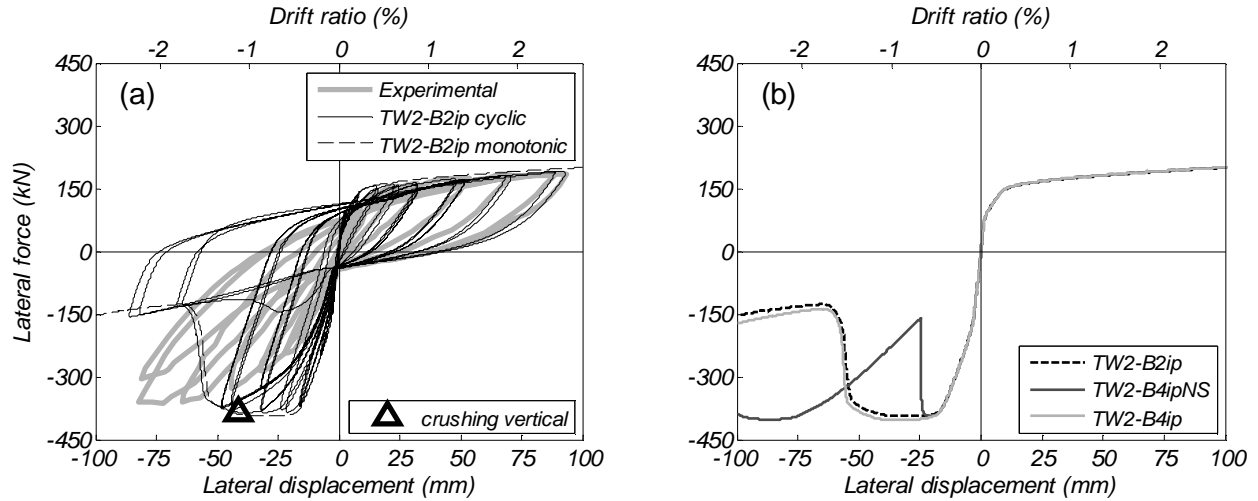 Drift ratio (%)
-2 -1 0 1 2
450
300
150
0
-150
-300
-450
Lateral force (kN)
(a)
Experimental
TW2-B2ip cyclic
TW2-B2ip monotonic
crushing vertical
-100 -75 -50 -25 0 25 50 75 100
Lateral displacement (mm)
Drift ratio (%)
-2 -1 0 1 2
450
300
150
0
-150
-300
-450
(b)
TW2-B2ip
TW2-B4ipNS
TW2-B4ip
-100 -75 -50 -25 0 25 50 75 100
Lateral displacement (mm)